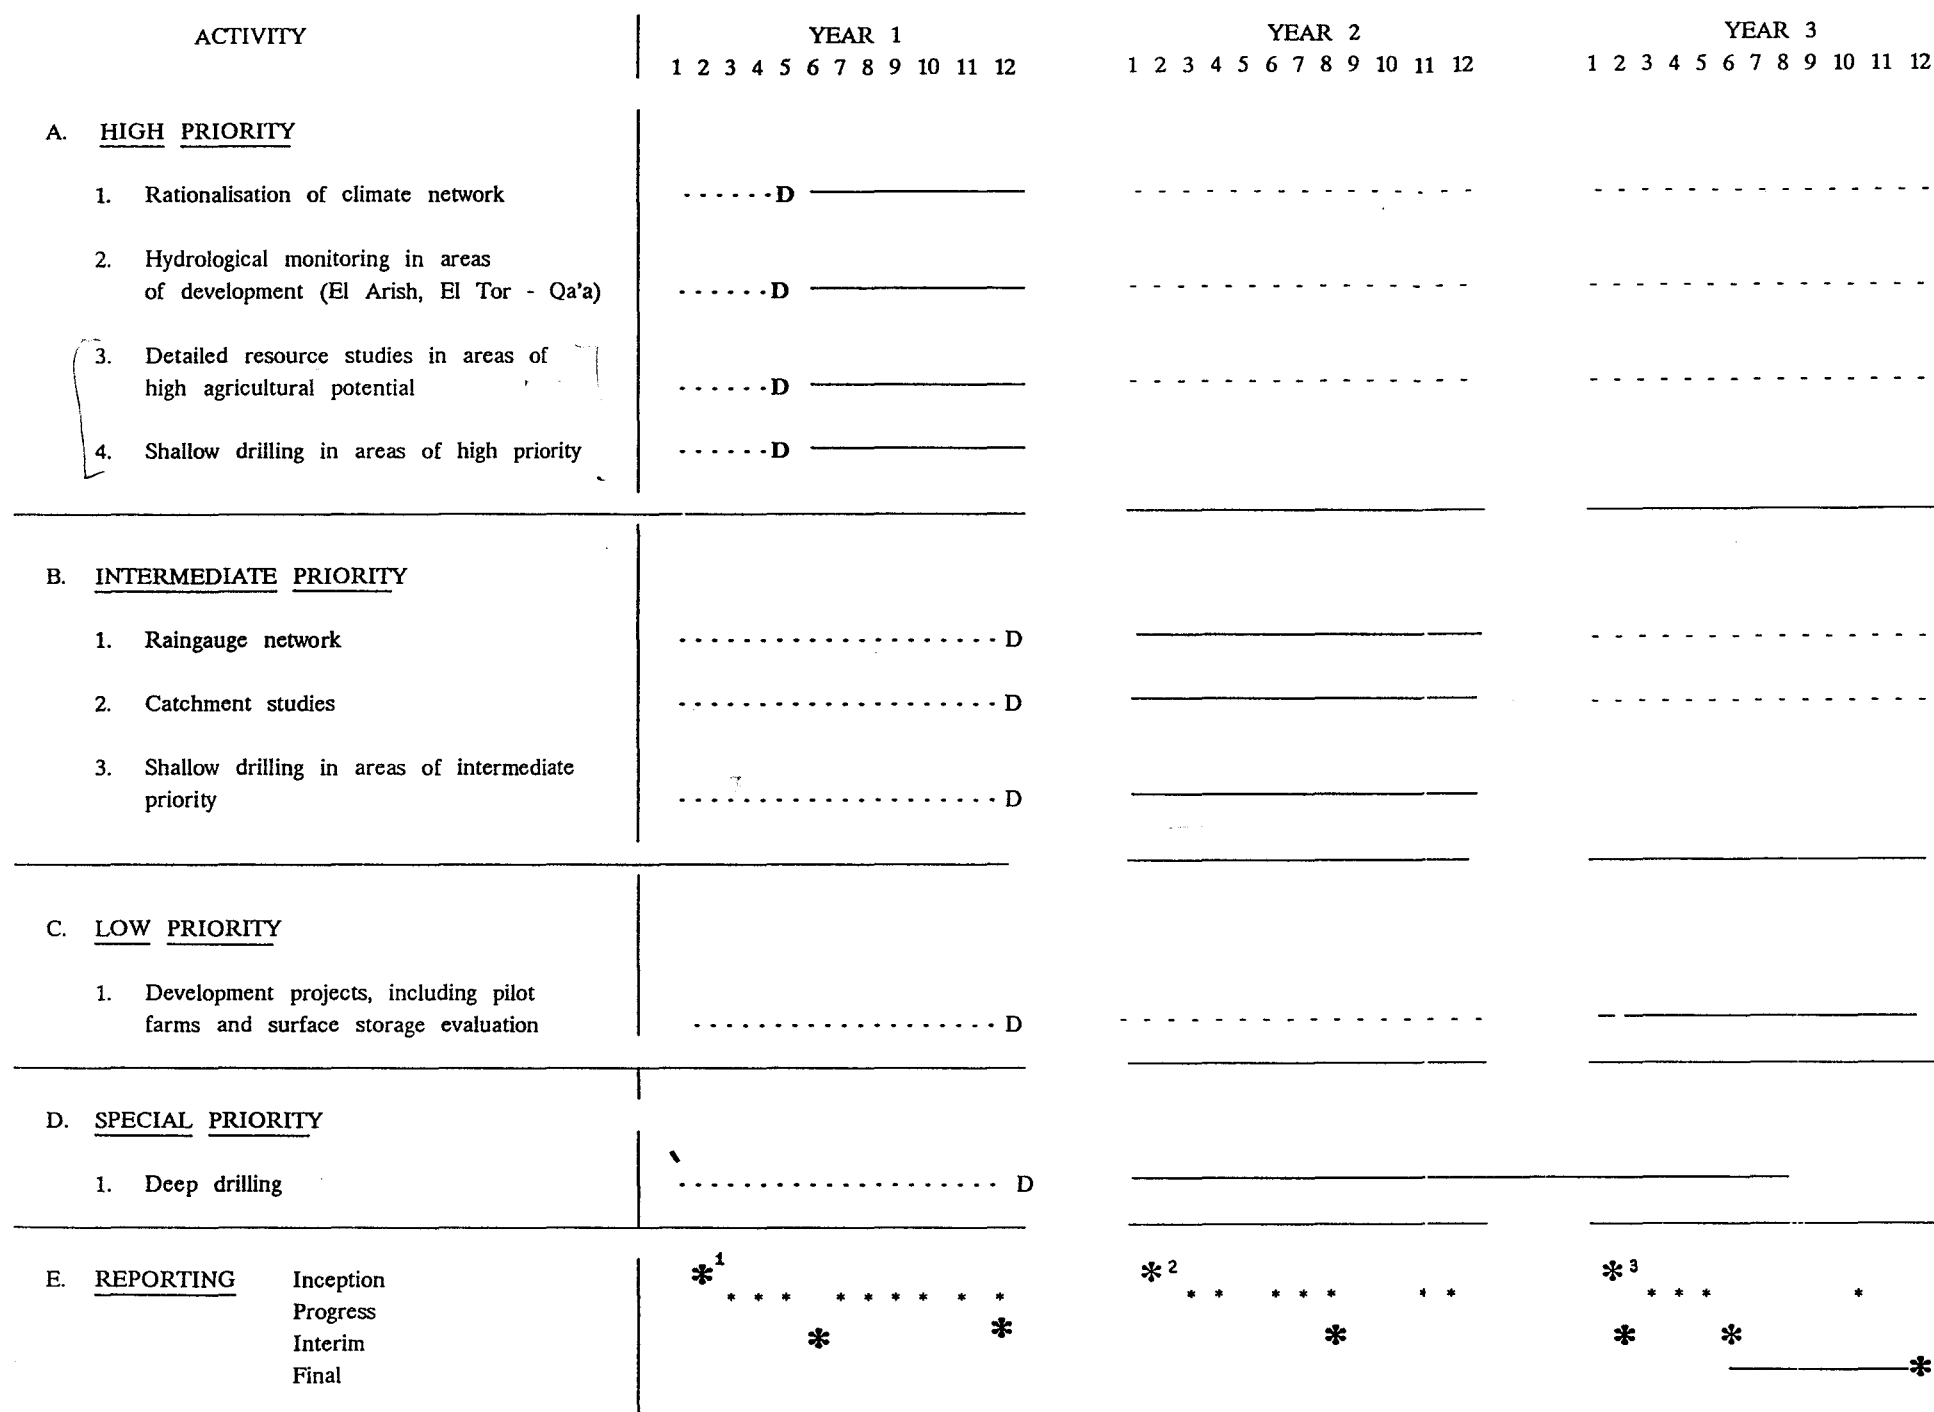 ACTIVITY YEAR 1 YEAR 2 YEAR 3
1 2 3 4 5 6 7 8 9 10 11 12 1 2 3 4 5 6 7 8 9 10 11 12 1 2 3 4 5 6 7 8 9 10 11 12
A. HIGH PRIORITY
1. Rationalisation of climate network D
2. Hydrological monitoring in areas
of development (El Arish, El Tor - Qa'a) D
3. Detailed resource studies in areas of
high agricultural potential D
4. Shallow drilling in areas of high priority D
B. INTERMEDIATE PRIORITY
1. Raingauge network D
2. Catchment studies D
3. Shallow drilling in areas of intermediate
priority D
C. LOW PRIORITY
1. Development projects, including pilot
farms and surface storage evaluation D
D. SPECIAL PRIORITY
1. Deep drilling D
E. REPORTING Inception *1 *2 *3
Progress * * * * * * * * * * * * * * * * * * * *
Interim * * * * *
Final *